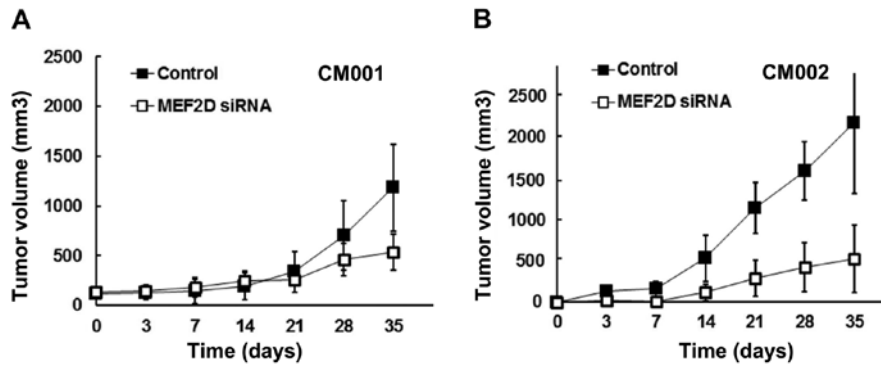 A
2500
2000
1500
1000
500
0
Tumor volume (mm3)
Control
MEF2D siRNA
CM001
0 3 7 14 21 28 35
Time (days)
B
2500
2000
1500
1000
500
0
Tumor volume (mm3)
Control
MEF2D siRNA
CM002
0 3 7 14 21 28 35
Time (days)